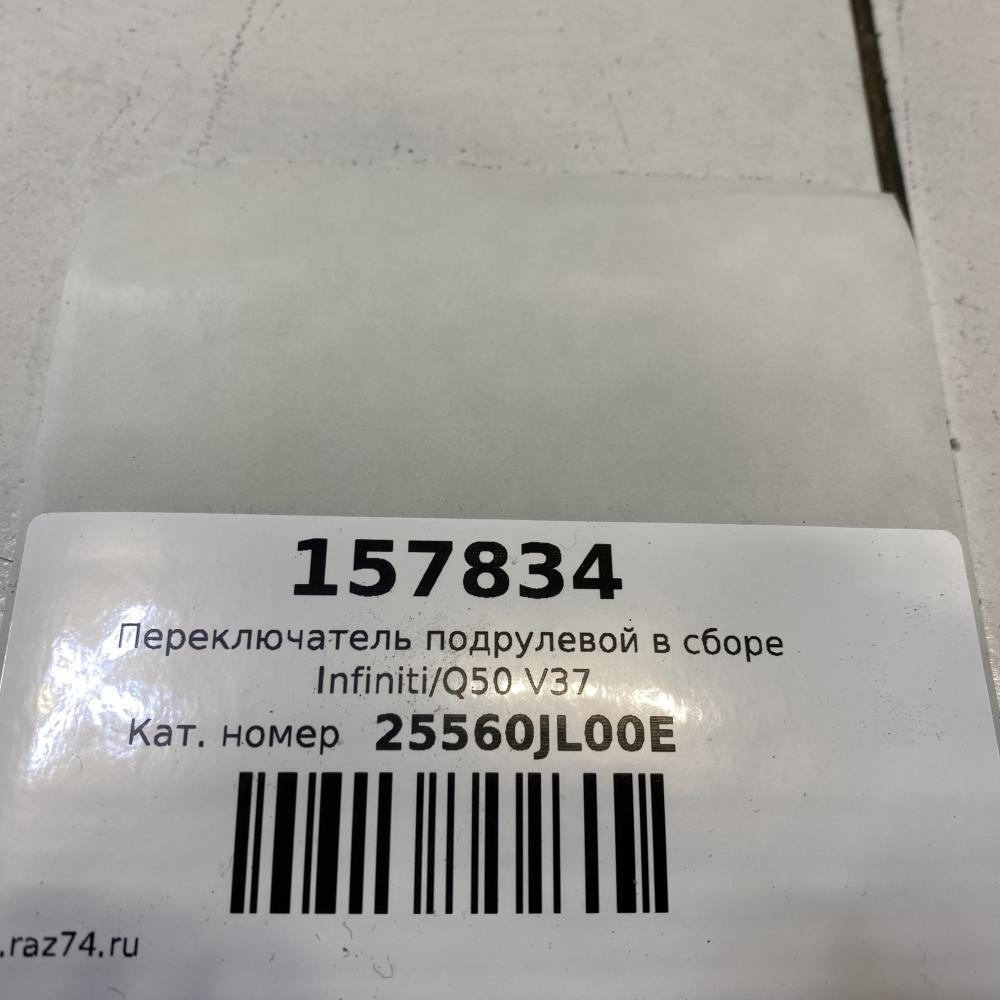 157834
Переключатель подрулевой в сборе
Infiniti/Q50 V37
Кат. номер 25560JL00E
.raz74.ru